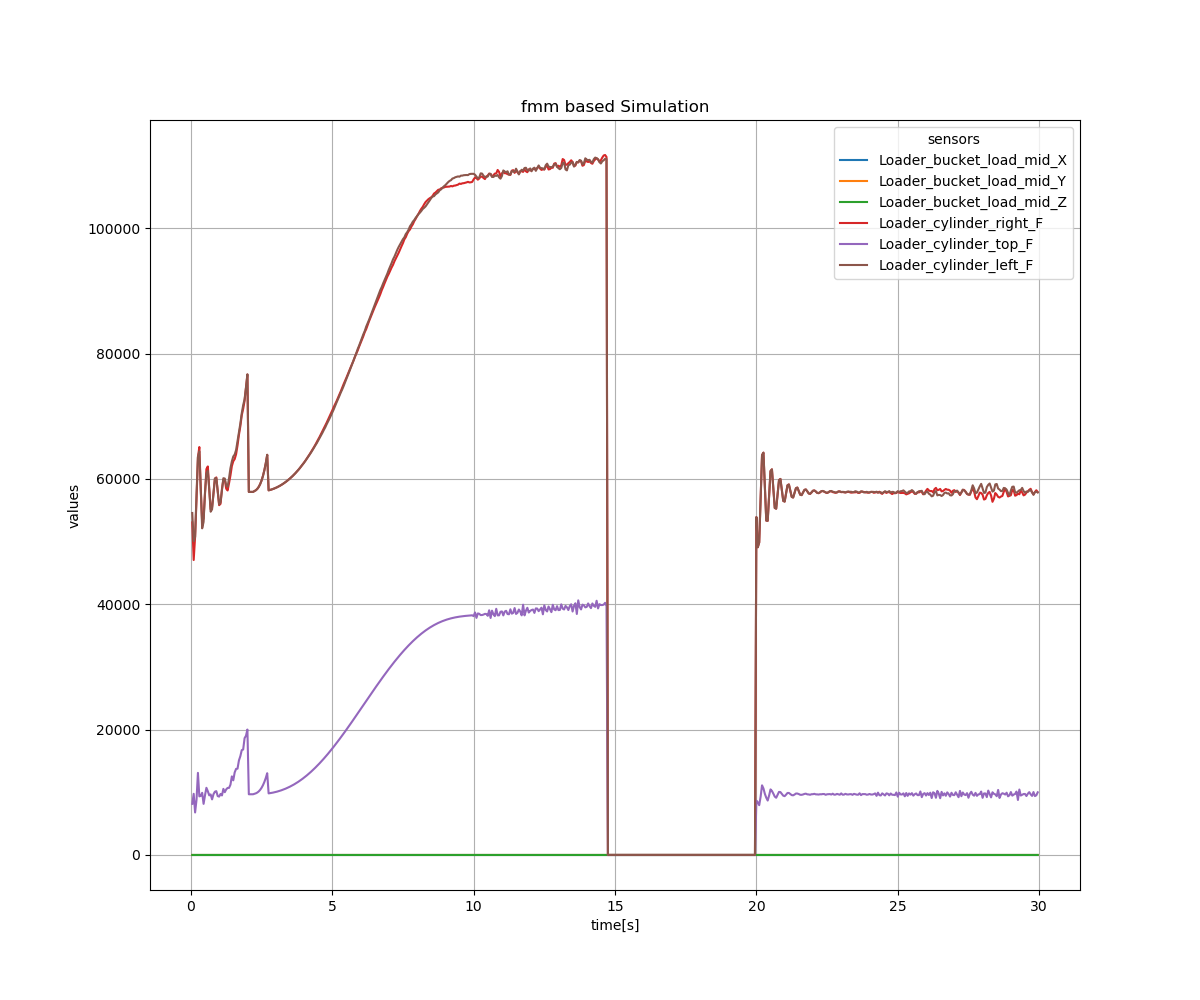 fmm based Simulation
sensors
Loader_bucket_load_mid_X
Loader_bucket_load_mid_Y
Loader_bucket_load_mid_Z
Loader_cylinder_right_F
Loader_cylinder_top_F
Loader_cylinder_left_F
values
100000
80000
60000
40000
20000
0
0 5 10 15 20 25 30
time[s]